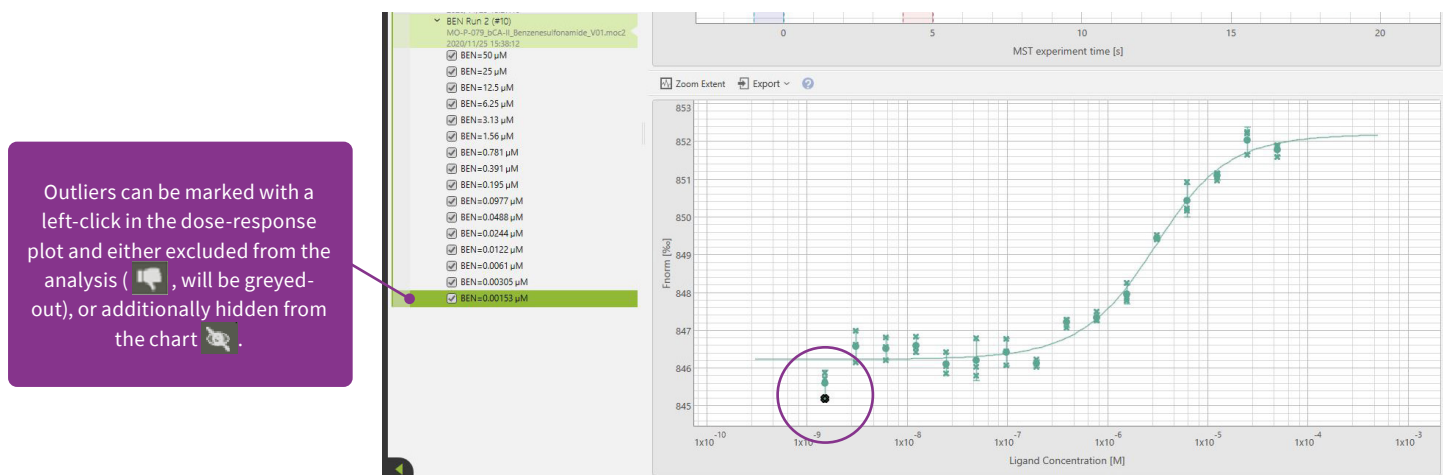 BEN Run 2 (#10)
MO-P-079_bCA-II_Benzenesulfonamide_V01.moc2
2020/11/25 15:38:12
BEN=50 µM
BEN=25 µM
BEN=12.5 µM
BEN=6.25 µM
BEN=3.13 µM
BEN=1.56 µM
BEN=0.781 µM
BEN=0.391 µM
BEN=0.195 µM
BEN=0.0977 µM
BEN=0.0488 µM
BEN=0.0244 µM
BEN=0.0122 µM
BEN=0.0061 µM
BEN=0.00305 µM
BEN=0.00153 µM
Outliers can be marked with a
left-click in the dose-response
plot and either excluded from the
analysis ( , will be greyed-
out), or additionally hidden from
the chart .
0 5 10 15 20
MST experiment time [s]
Zoom Extent Export
853
852
851
850
849
848
847
846
845
Fnorm [‰]
1x10^-10 1x10^-9 1x10^-8 1x10^-7 1x10^-6 1x10^-5 1x10^-4 1x10^-3
Ligand Concentration [M]